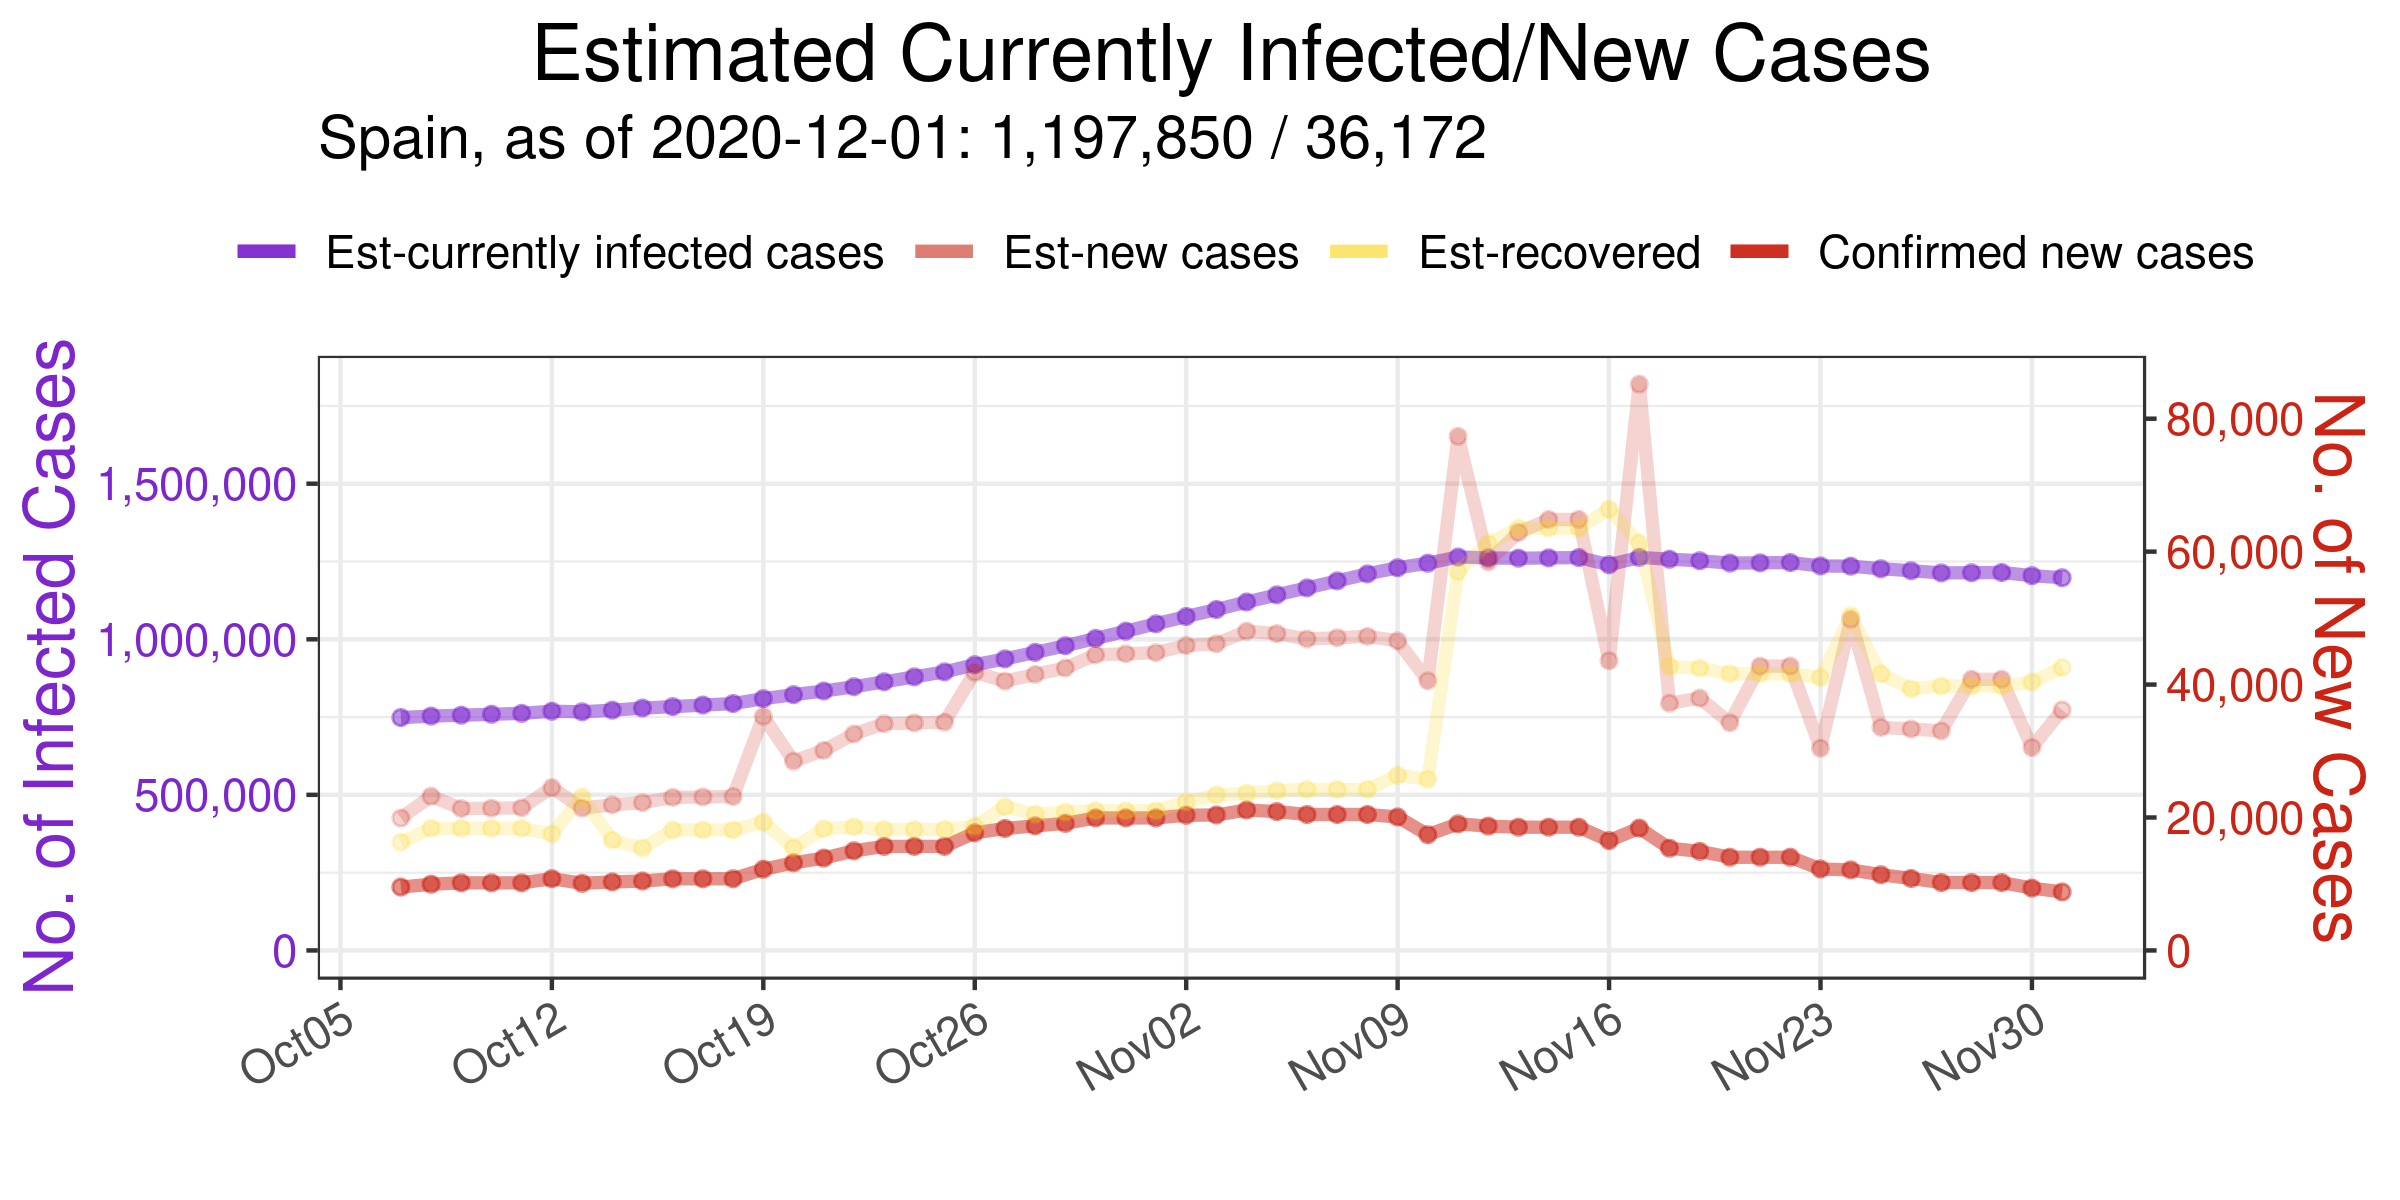 Estimated Currently Infected/New Cases
Spain, as of 2020-12-01: 1,197,850 / 36,172
Est-currently infected cases Est-new cases Est-recovered Confirmed new cases
No. of Infected Cases
1,500,000
1,000,000
500,000
0
80,000
60,000
40,000
20,000
0
No. of New Cases
Oct05 Oct12 Oct19 Oct26 Nov02 Nov09 Nov16 Nov23 Nov30